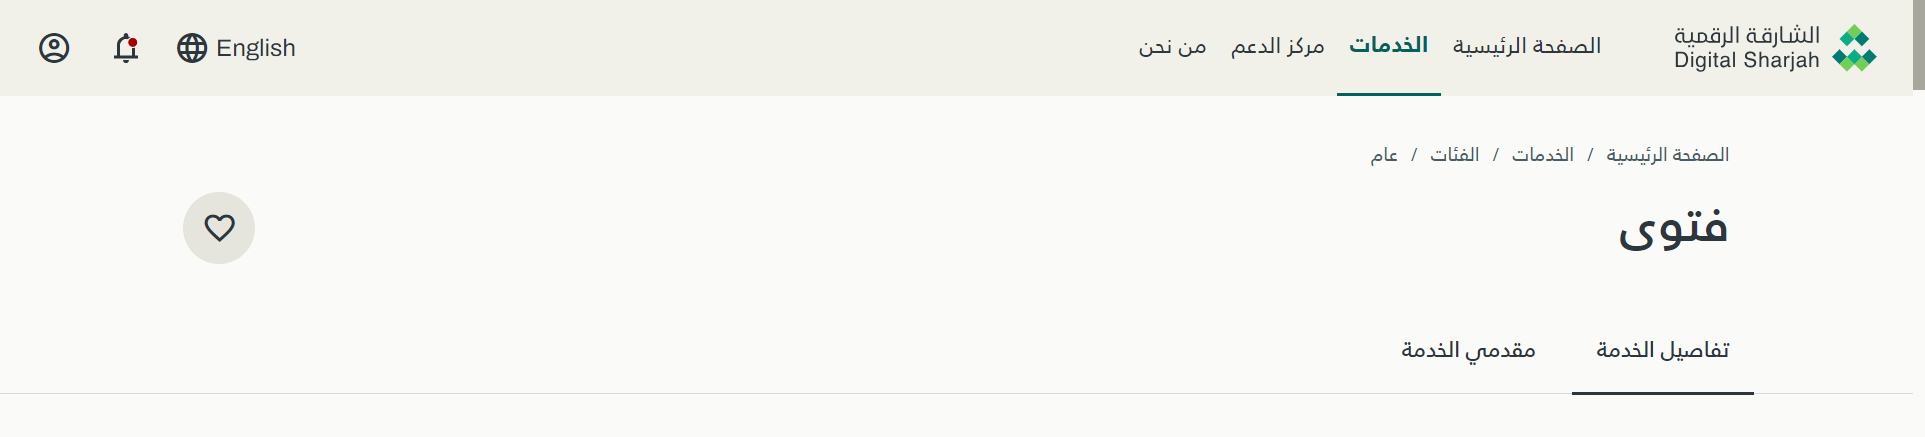 الشارقة الرقمية
Digital Sharjah
الصفحة الرئيسية
الخدمات
مركز الدعم
من نحن
English
الصفحة الرئيسية / الخدمات / الفئات / عام
فتوى
تفاصيل الخدمة
مقدمي الخدمة